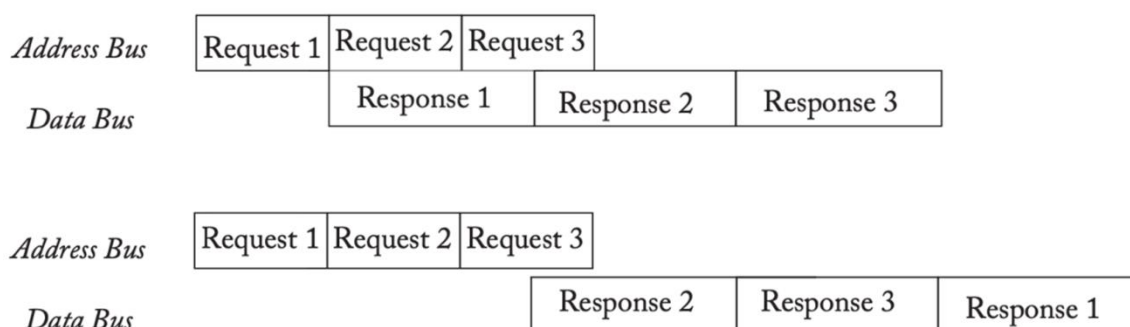 Address Bus Request 1 Request 2 Request 3
Data Bus Response 1 Response 2 Response 3
Address Bus Request 1 Request 2 Request 3
Data Bus Response 2 Response 3 Response 1